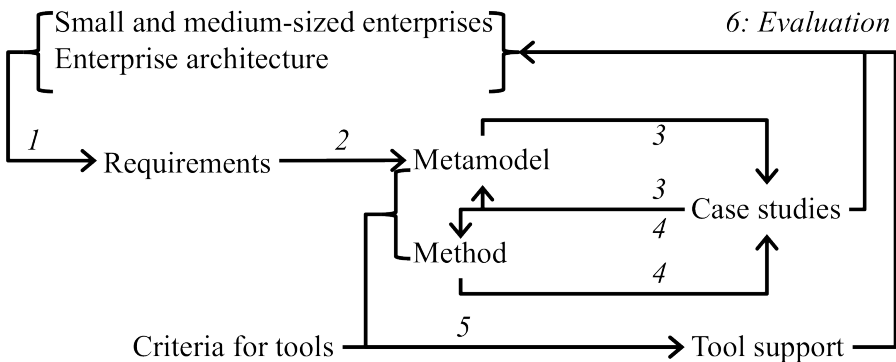 Small and medium-sized enterprises
Enterprise architecture
6: Evaluation
1
Requirements
2
Metamodel
3
3
Case studies
4
Method
4
Criteria for tools
5
Tool support